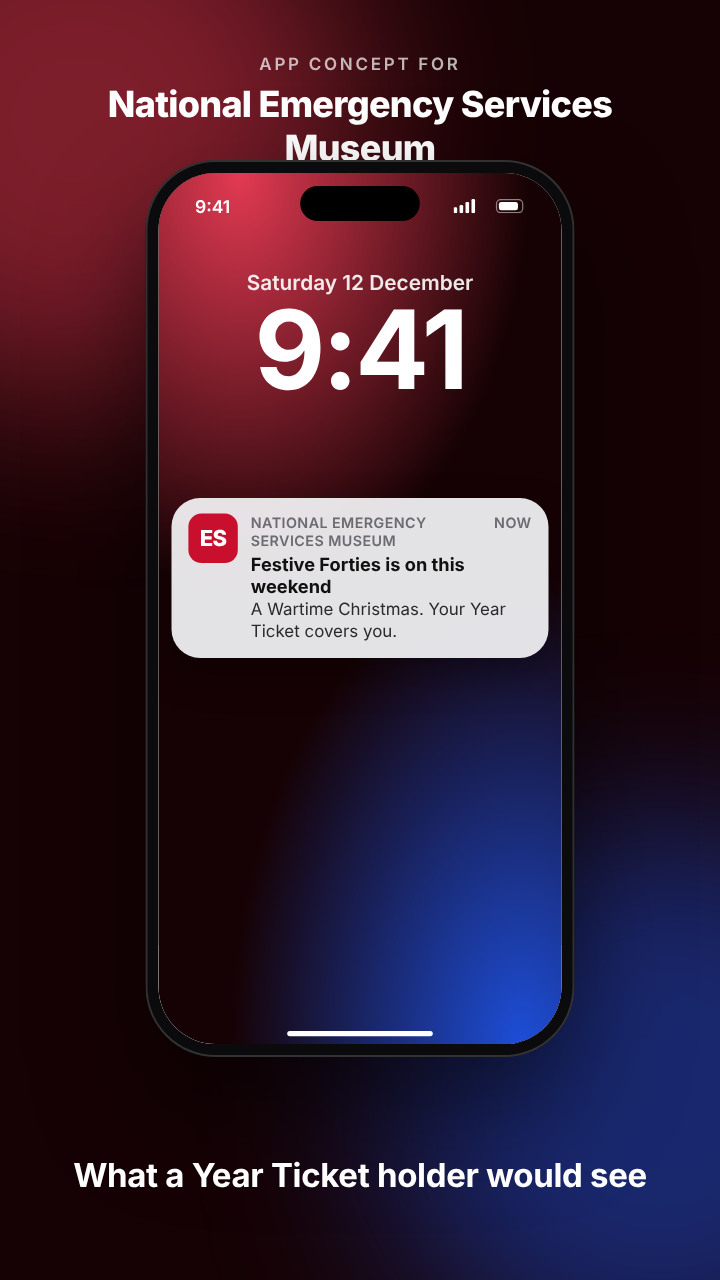 APP CONCEPT FOR
National Emergency Services
Museum
9:41
Saturday 12 December
9:41
ES
NATIONAL EMERGENCY
SERVICES MUSEUM
NOW
Festive Forties is on this
weekend
A Wartime Christmas. Your Year
Ticket covers you.
What a Year Ticket holder would see